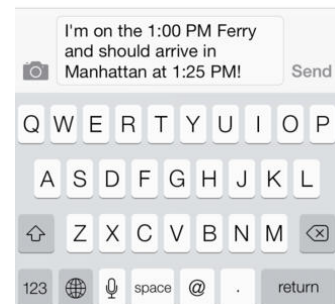 I'm on the 1:00 PM Ferry
and should arrive in
Manhattan at 1:25 PM!
Send
Q W E R T Y U I O P
A S D F G H J K L
Z X C V B N M
123 space @ . return